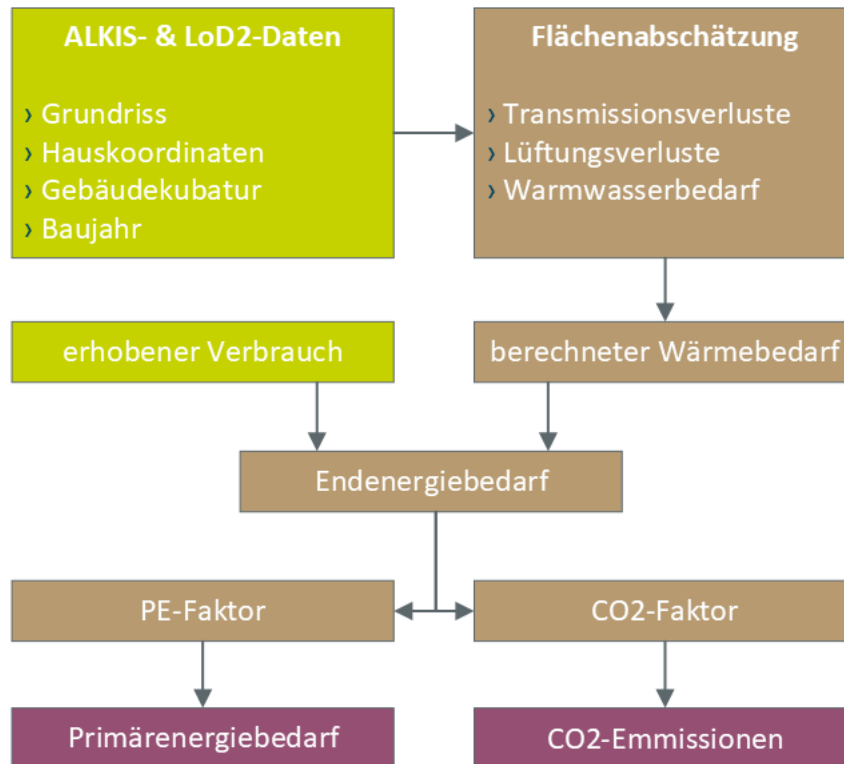 ALKIS- & LoD2-Daten
› Grundriss
› Hauskoordinaten
› Gebäudekubatur
› Baujahr
Flächenabschätzung
› Transmissionsverluste
› Lüftungsverluste
› Warmwasserbedarf
erhobener Verbrauch
berechneter Wärmebedarf
Endenergiebedarf
PE-Faktor
CO2-Faktor
Primärenergiebedarf
CO2-Emmissionen